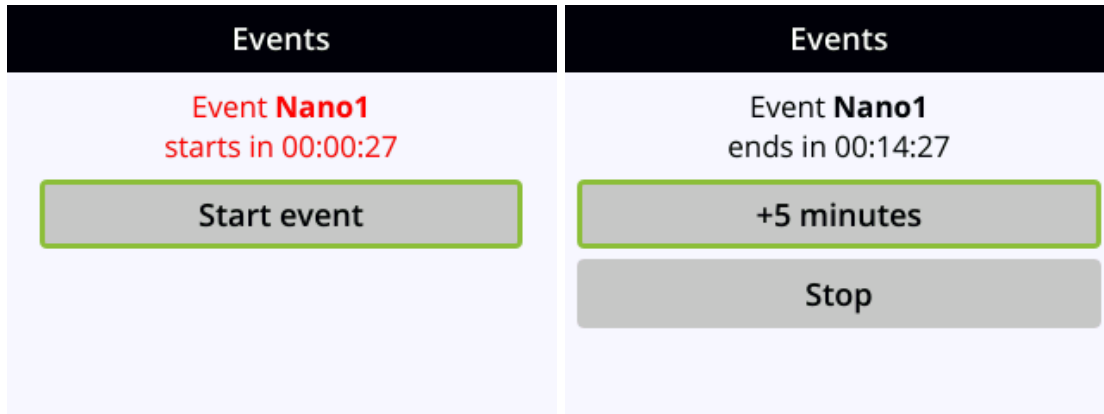 Events
Event Nano1
starts in 00:00:27
Start event
Events
Event Nano1
ends in 00:14:27
+5 minutes
Stop